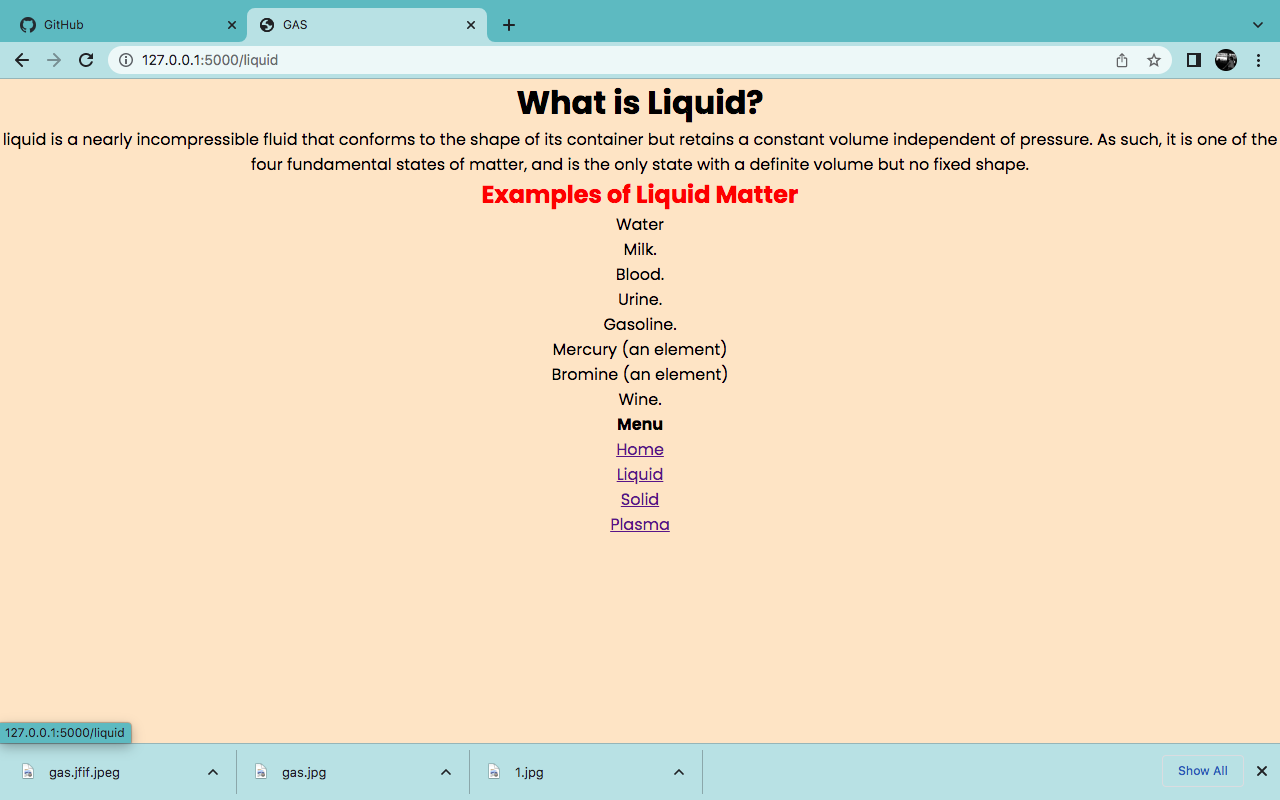 GitHub
GAS
127.0.0.1:5000/liquid
What is Liquid?
liquid is a nearly incompressible fluid that conforms to the shape of its container but retains a constant volume independent of pressure. As such, it is one of the
four fundamental states of matter, and is the only state with a definite volume but no fixed shape.
Examples of Liquid Matter
Water
Milk.
Blood.
Urine.
Gasoline.
Mercury (an element)
Bromine (an element)
Wine.
Menu
Home
Liquid
Solid
Plasma
127.0.0.1:5000/liquid
gas.jfif.jpeg
gas.jpg
1.jpg
Show All